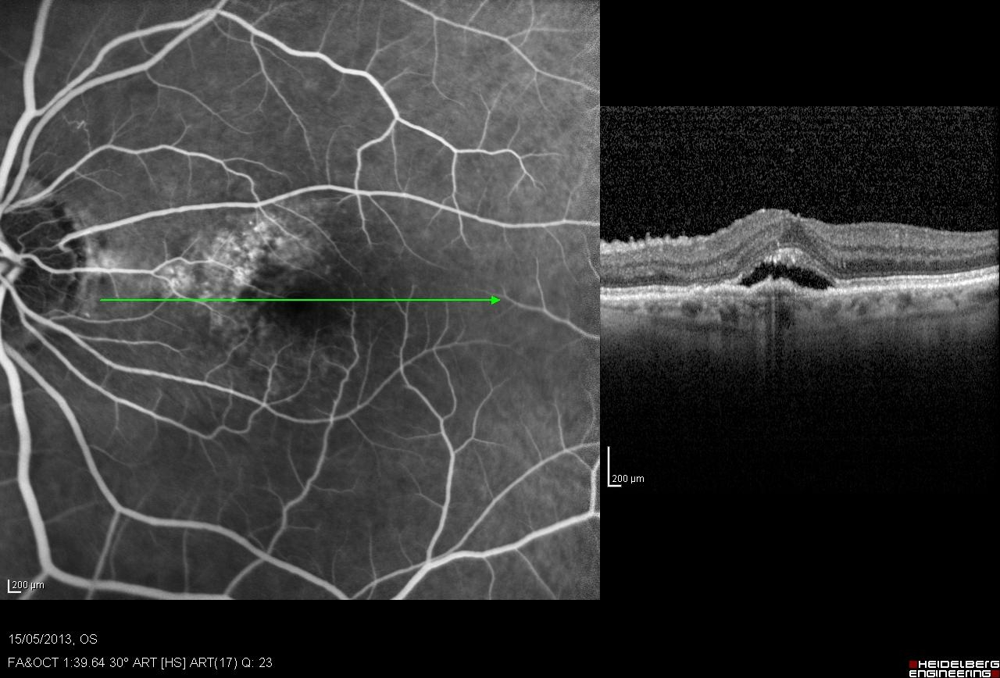 200 µm
200 µm
15/05/2013, OS
FA&OCT 1:39.64 30° ART [HS] ART(17) Q: 23
HEIDELBERG
ENGINEERING